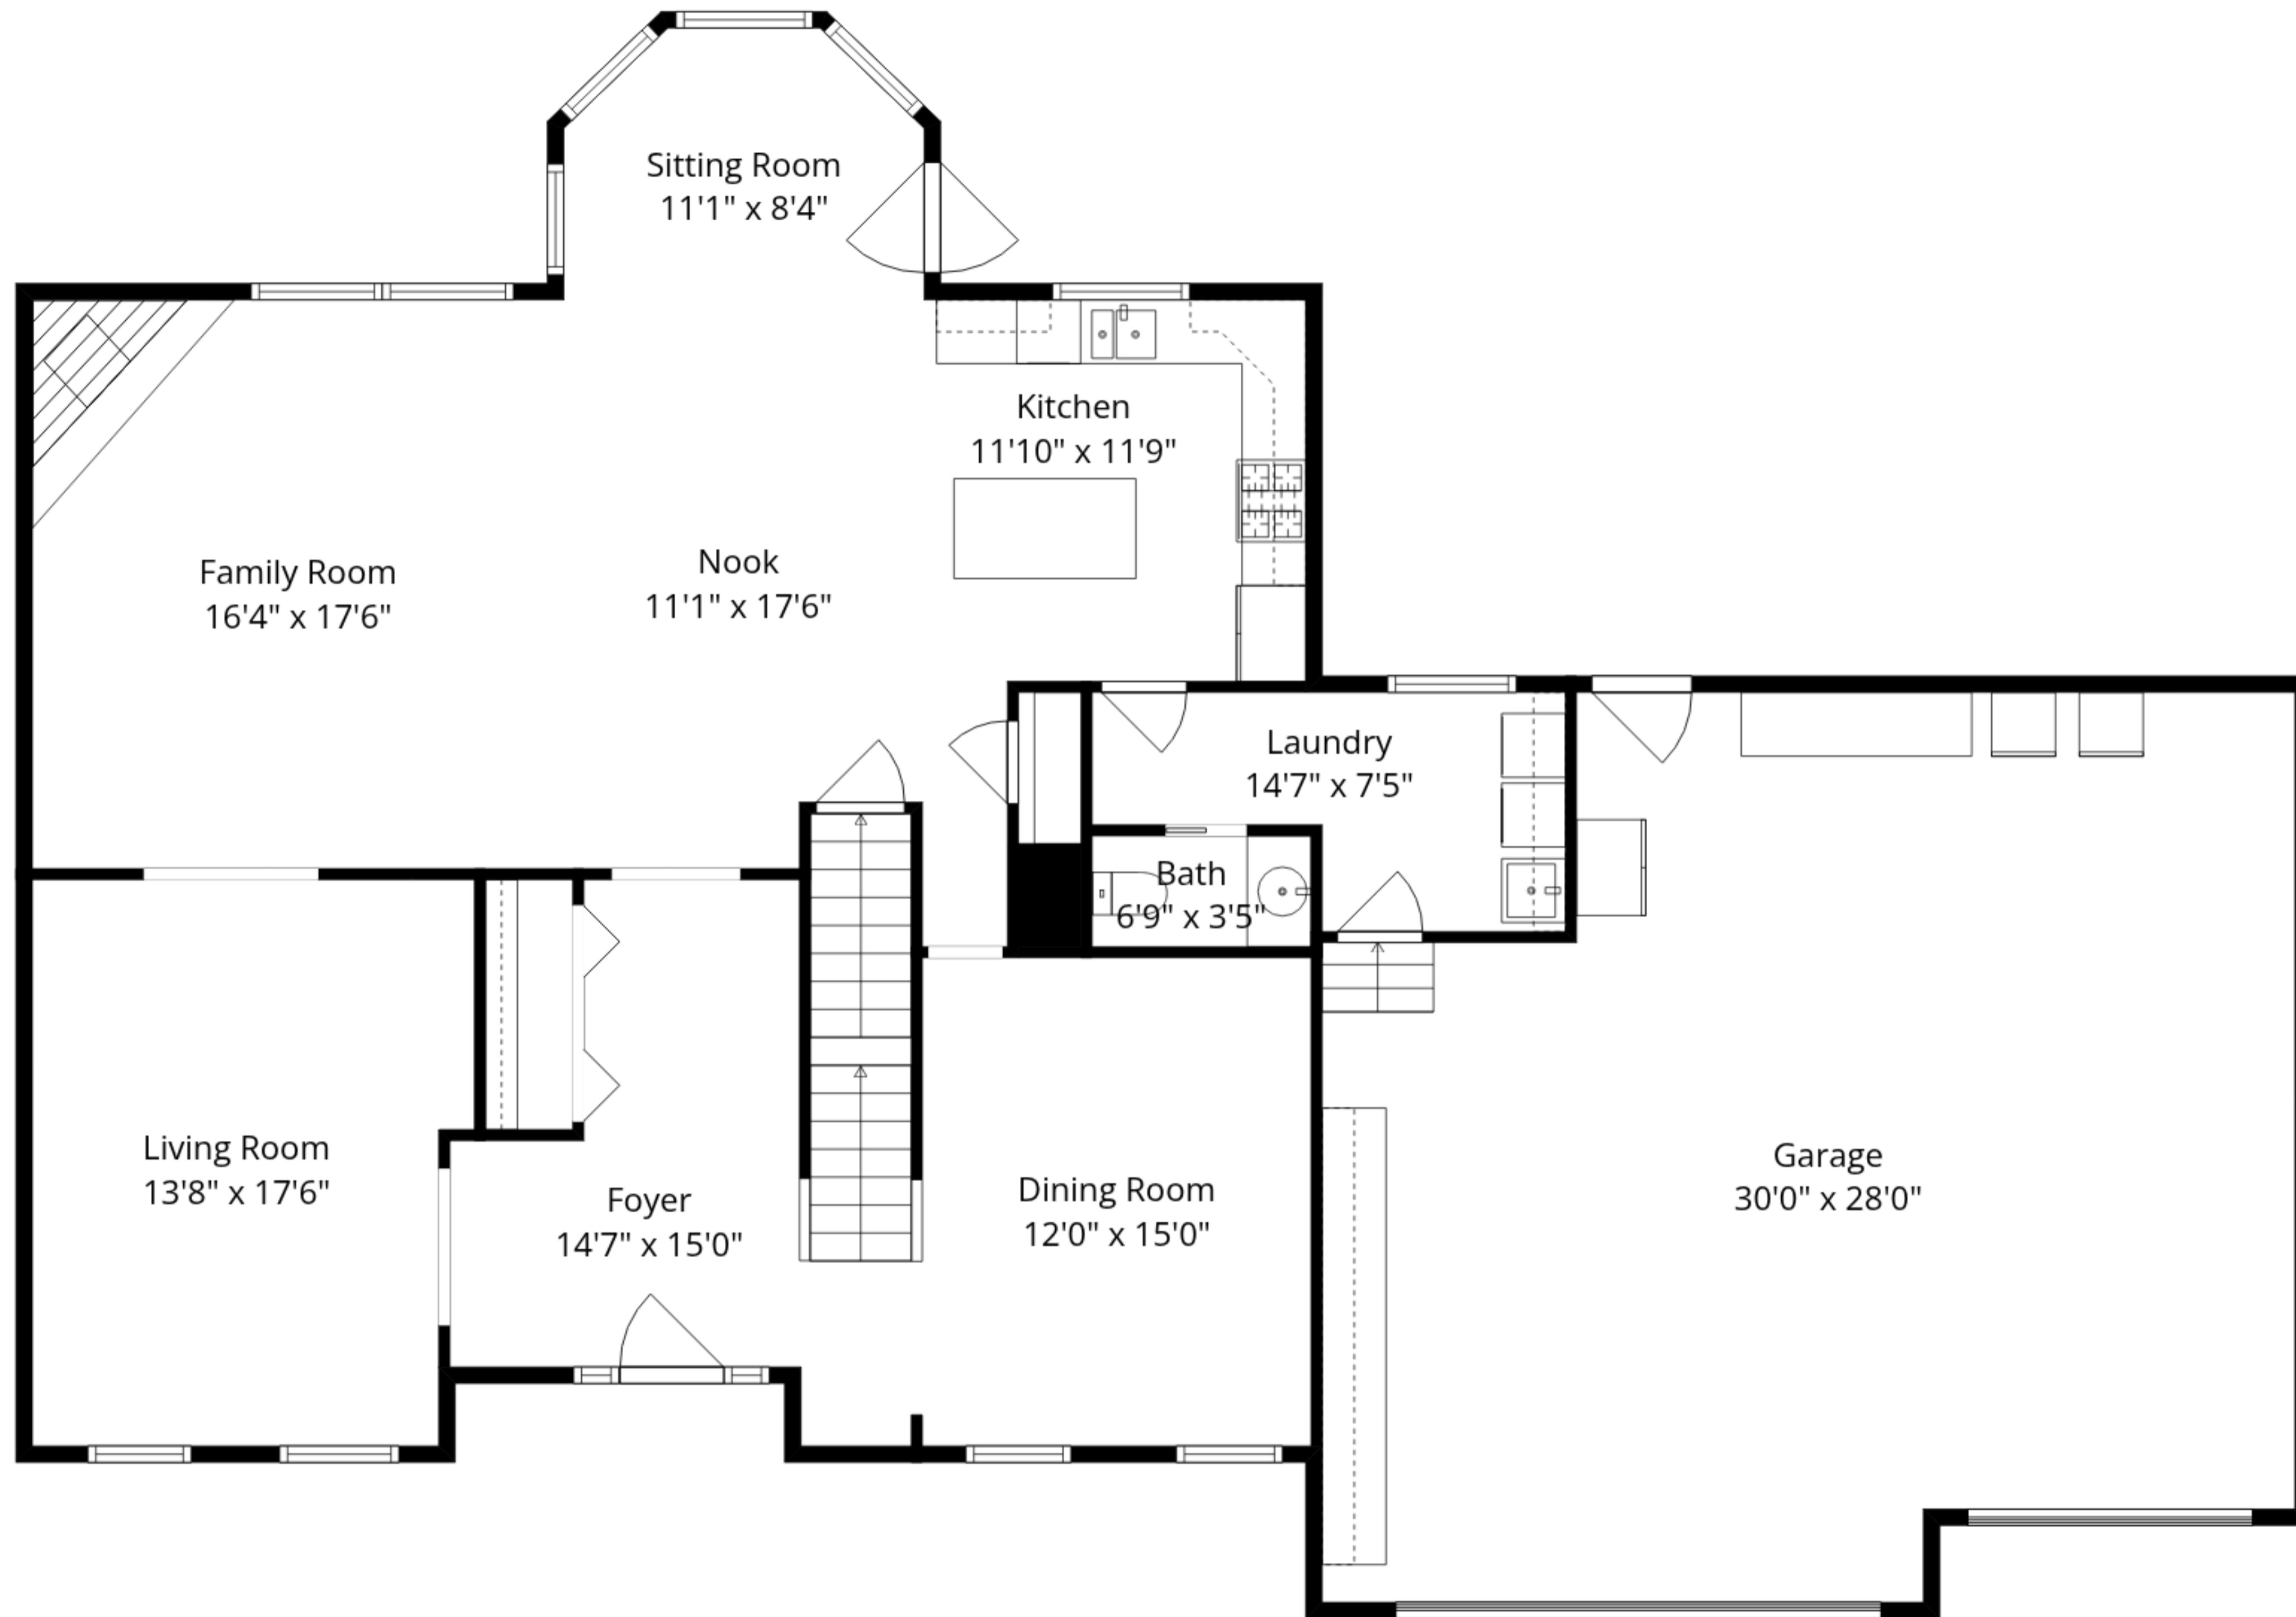 Sitting Room
11'1" x 8'4"
Kitchen
11'10" x 11'9"
Family Room
16'4" x 17'6"
Nook
11'1" x 17'6"
Laundry
14'7" x 7'5"
Bath
6'9" x 3'5"
Living Room
13'8" x 17'6"
Foyer
14'7" x 15'0"
Dining Room
12'0" x 15'0"
Garage
30'0" x 28'0"